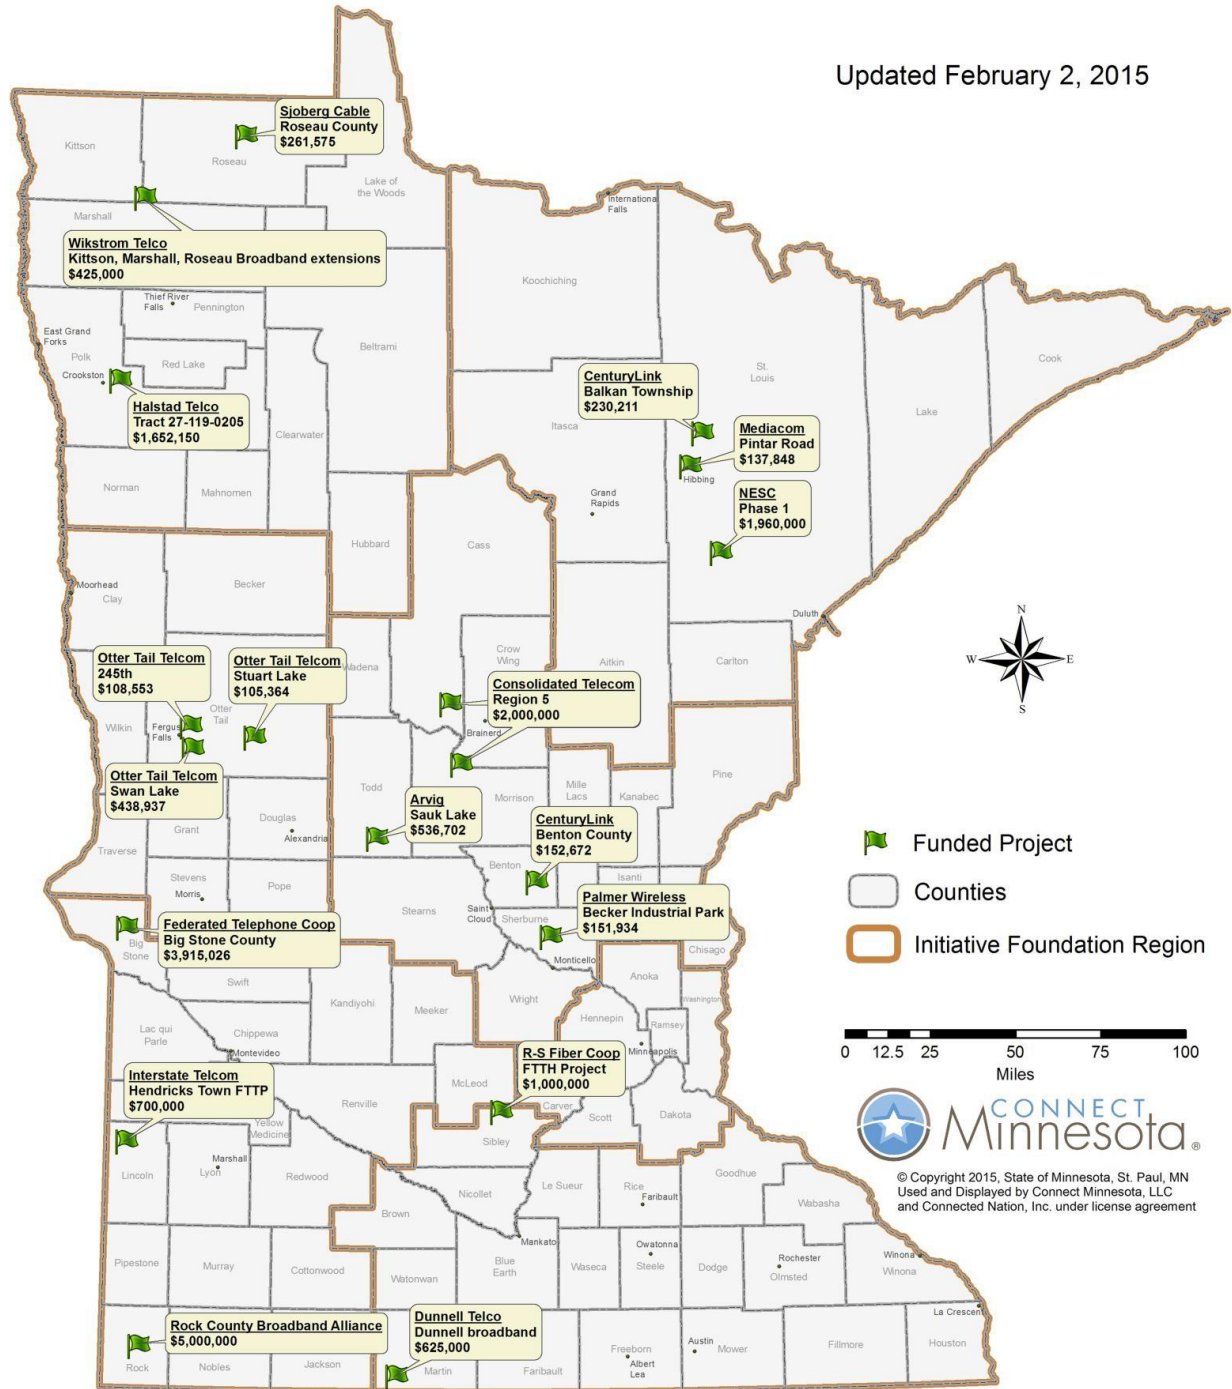 Updated February 2, 2015
Sjoberg Cable
Roseau County
$261,575
Kittson
Roseau
Lake of
the Woods
Marshall
International
Falls
Wikstrom Telco
Kittson, Marshall, Roseau Broadband extensions
$425,000
Koochiching
Thief River
Falls
Pennington
East Grand
Forks
Polk
Red Lake
Beltrami
Crookston
St.
Louis
Cook
Lake
CenturyLink
Balkan Township
$230,211
Itasca
Halstad Telco
Tract 27-119-0205
$1,652,150
Clearwater
Mediacom
Pintar Road
$137,848
Hibbing
Norman
Mahnomen
Grand
Rapids
NESC
Phase 1
$1,960,000
Hubbard
Cass
Moorhead
Clay
Becker
Duluth
N
W
E
S
Otter Tail Telcom
245th
$108,553
Otter Tail Telcom
Stuart Lake
$105,364
Wadena
Crow
Wing
Aitkin
Carlton
Consolidated Telecom
Region 5
$2,000,000
Otter
Tail
Wilkin
Fergus
Falls
Brainerd
Otter Tail Telcom
Swan Lake
$438,937
Todd
Morrison
Mille
Lacs
Kanabec
Pine
Arvig
Sauk Lake
$536,702
CenturyLink
Benton County
$152,672
Grant
Douglas
Alexandria
Traverse
Stevens
Morris
Pope
Stearns
Benton
Isanti
Saint
Cloud
Sherburne
Palmer Wireless
Becker Industrial Park
$151,934
Chisago
Federated Telephone Coop
Big Stone County
$3,915,026
Big
Stone
Monticello
Swift
Kandiyohi
Meeker
Wright
Anoka
Washington
Hennepin
Ramsey
Lac qui
Parle
Chippewa
Montevideo
Minneapolis
R-S Fiber Coop
FTTH Project
$1,000,000
Interstate Telcom
Hendricks Town FTTP
$700,000
McLeod
Renville
Carver
Scott
Dakota
Yellow
Medicine
Sibley
Lincoln
Marshall
Lyon
Redwood
Nicollet
Le Sueur
Rice
Faribault
Goodhue
Wabasha
Brown
Mankato
Owatonna
Steele
Rochester
Olmsted
Winona
Winona
Pipestone
Murray
Cottonwood
Watonwan
Blue
Earth
Waseca
Dodge
La Crescent
Rock County Broadband Alliance
$5,000,000
Dunnell Telco
Dunnell broadband
$625,000
Rock
Nobles
Jackson
Martin
Faribault
Freeborn
Albert
Lea
Austin
Mower
Fillmore
Houston
Funded Project
Counties
Initiative Foundation Region
0 12.5 25 50 75 100
Miles
CONNECT
Minnesota®
© Copyright 2015, State of Minnesota, St. Paul, MN
Used and Displayed by Connect Minnesota, LLC
and Connected Nation, Inc. under license agreement